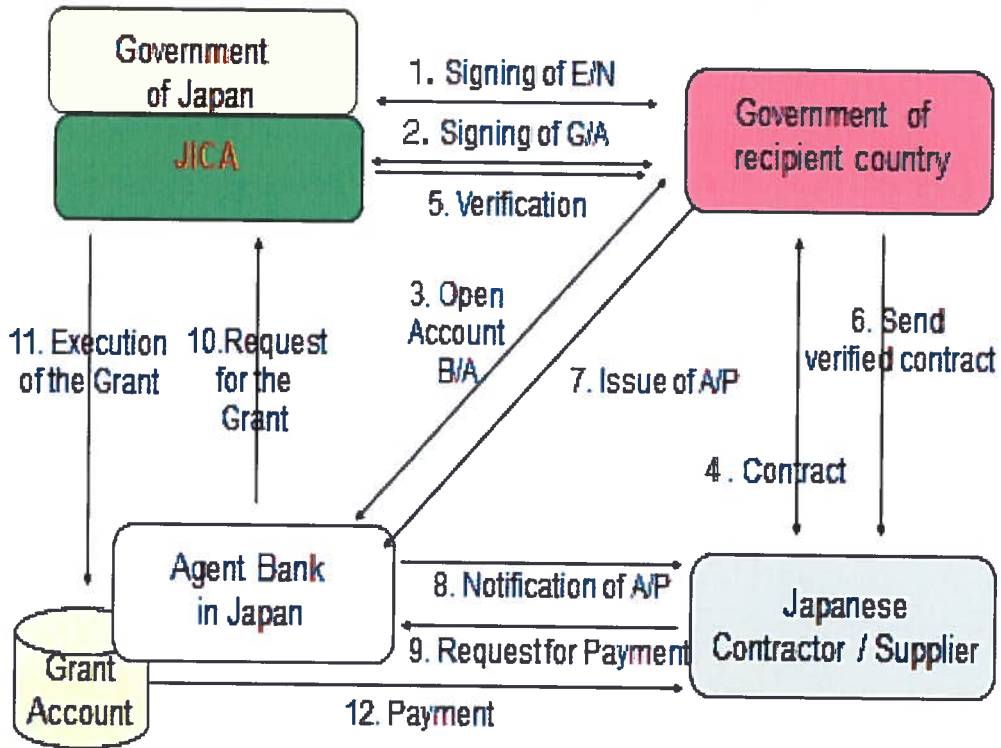 Government
of Japan
JICA
1. Signing of E/N
2. Signing of G/A
5. Verification
Government of
recipient country
3. Open
Account
B/A
7. Issue of A/P
6. Send
verified contract
4 . Contract
11. Execution
of the Grant
10.Request
for the
Grant
Agent Bank
in Japan
8. Notification of A/P
9. Request for Payment
Japanese
Contractor / Supplier
Grant
Account
12. Payment